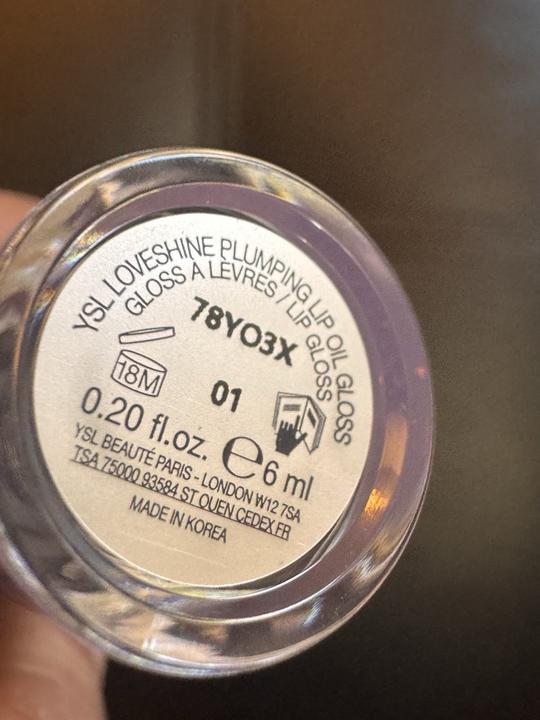 YSL LOVESHINE PLUMPING LIP OIL GLOSS
GLOSS A LÈVRES / LIP GLOSS
78YO3X
18M
01
0.20 fl.oz. ℮ 6 ml
YSL BEAUTÉ PARIS - LONDON W12 7SA
TSA 75000 93584 ST OUEN CEDEX FR
MADE IN KOREA